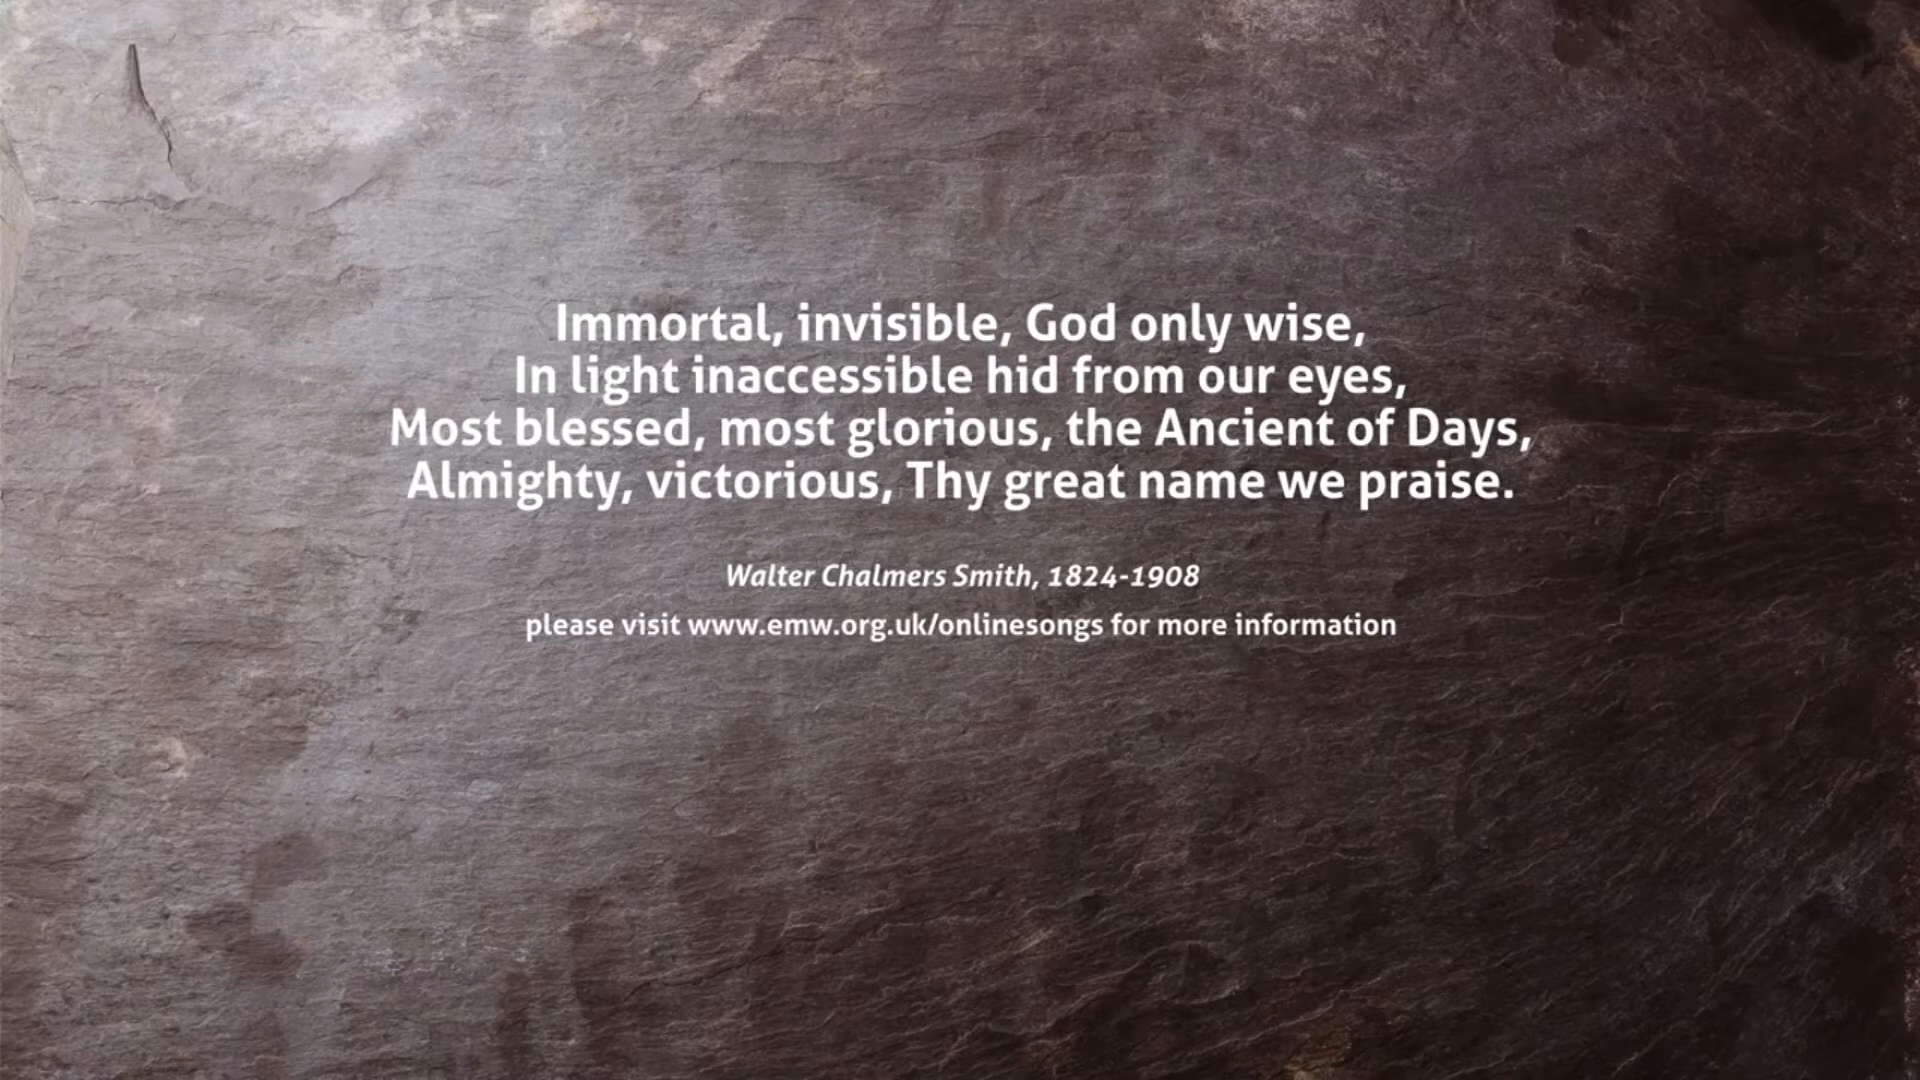 Immortal, invisible, God only wise,
In light inaccessible hid from our eyes,
Most blessed, most glorious, the Ancient of Days,
Almighty, victorious, Thy great name we praise.
Walter Chalmers Smith, 1824-1908
please visit www.emw.org.uk/onlinesongs for more information